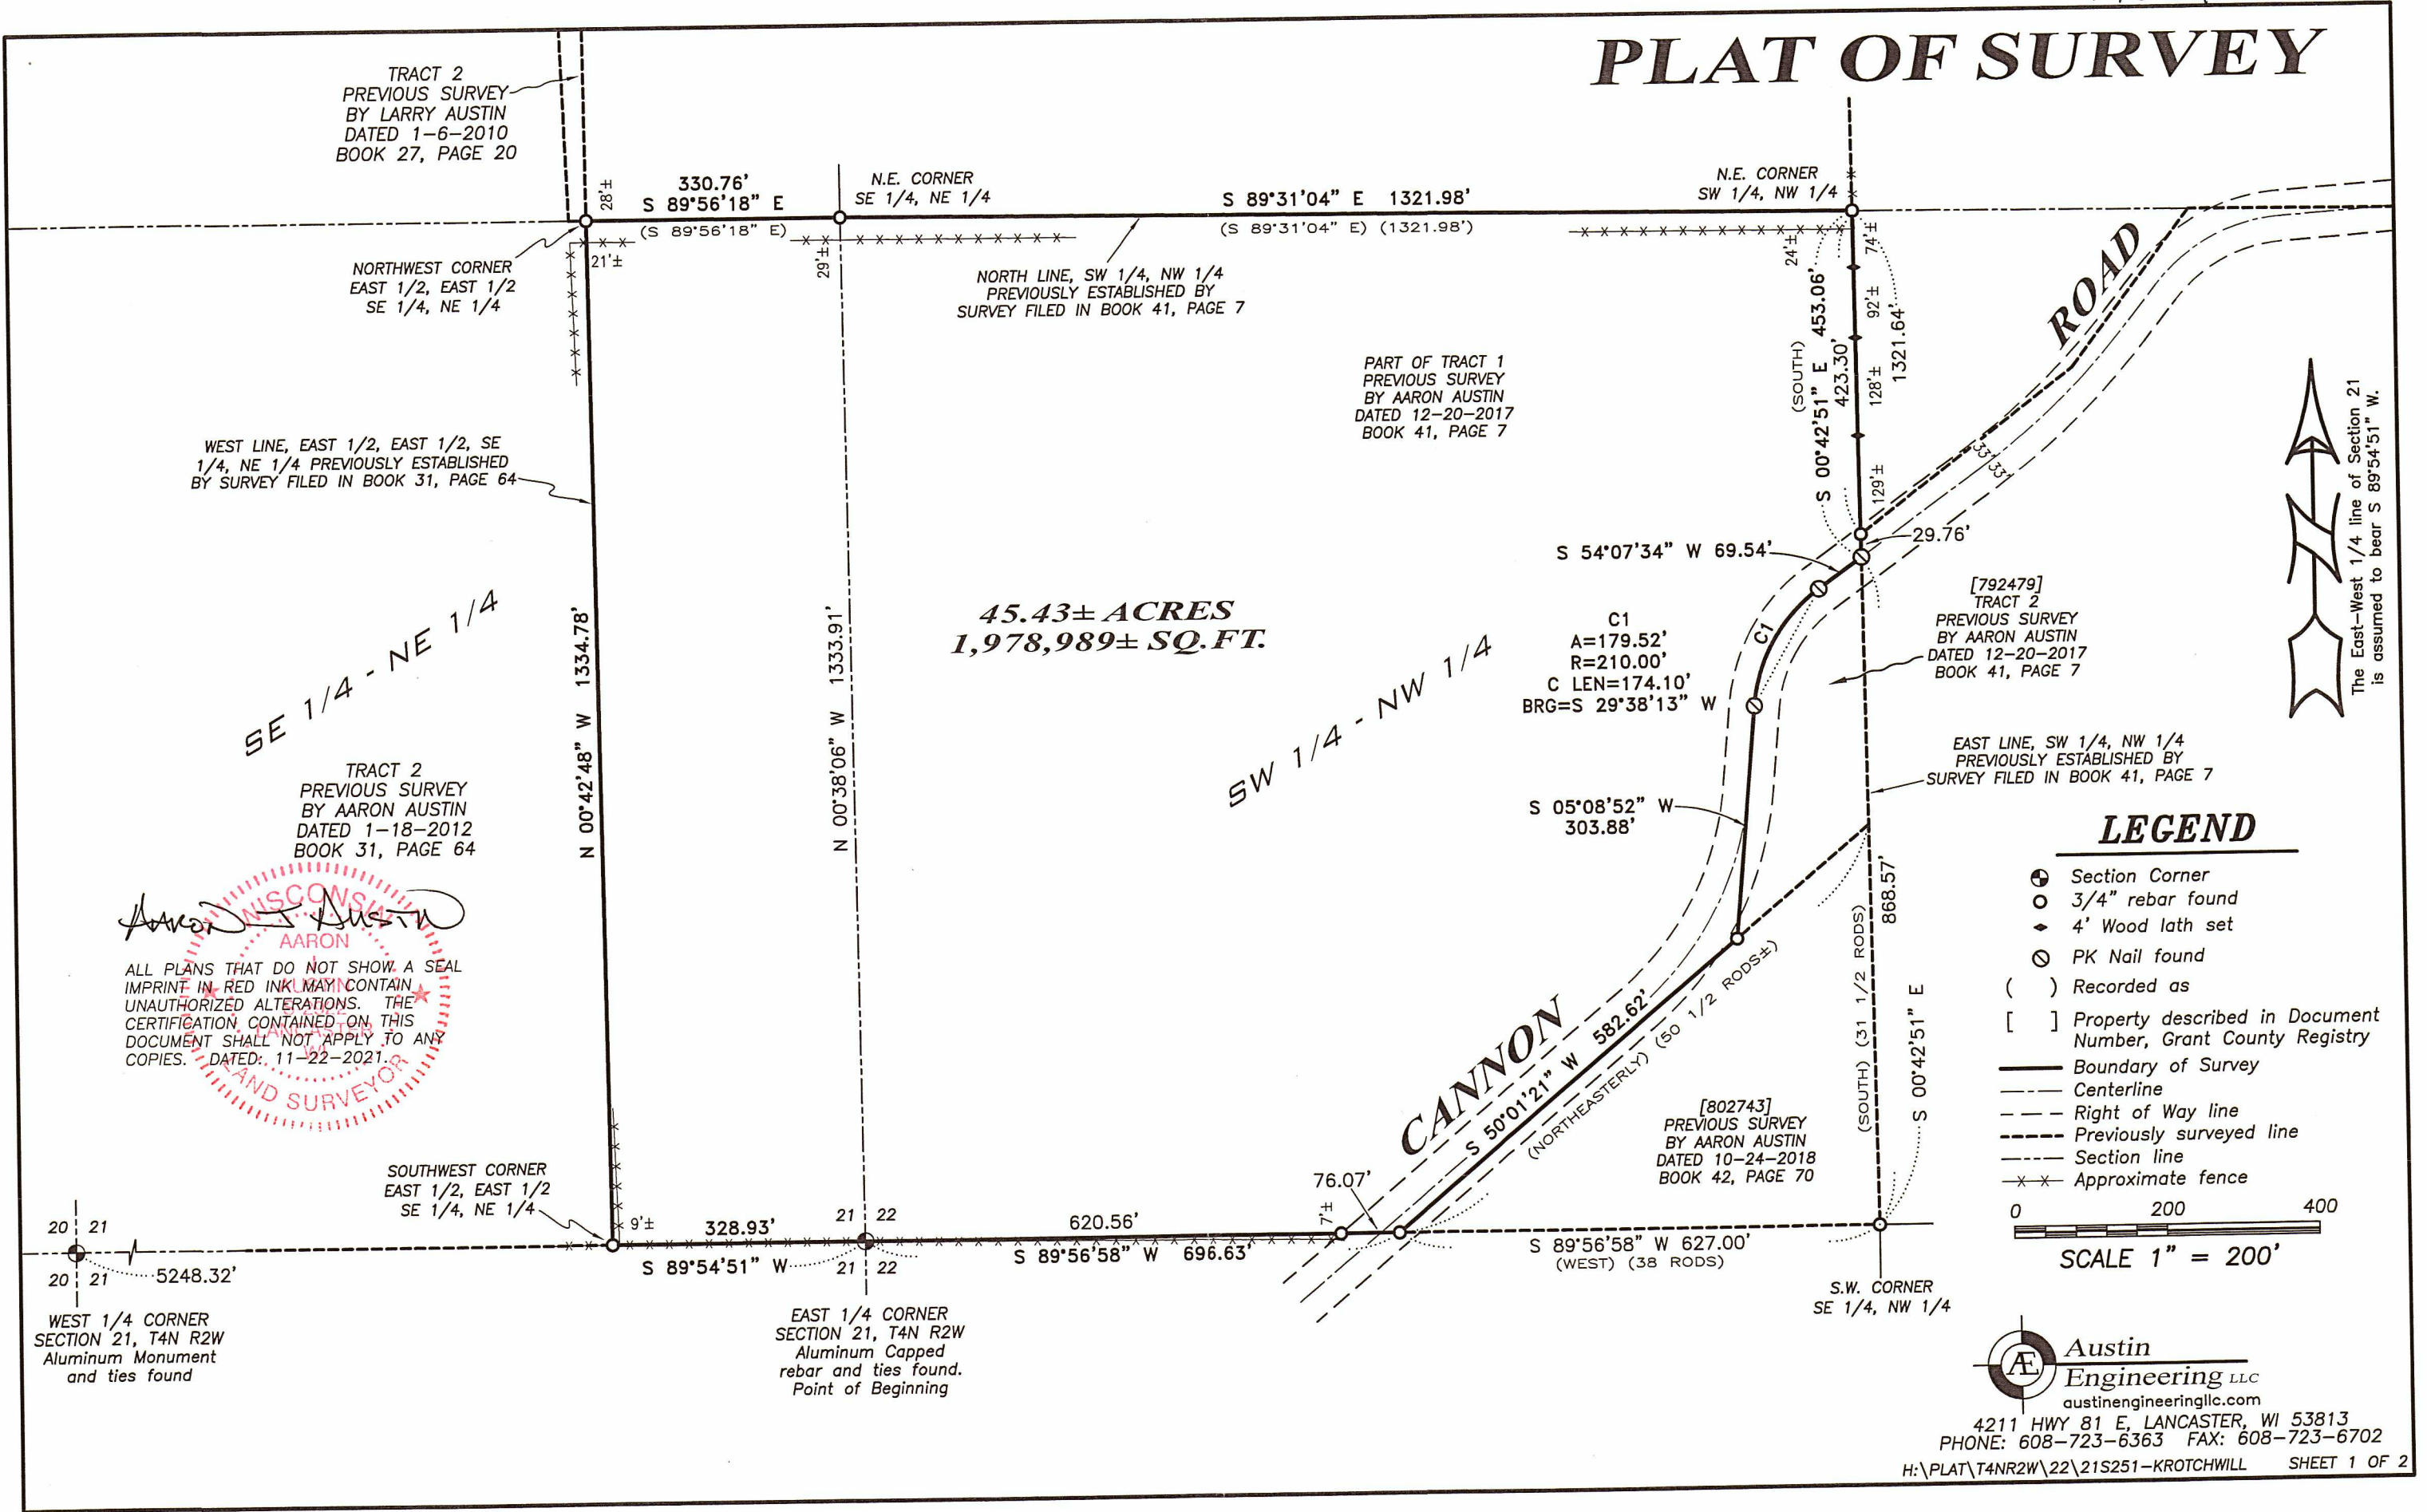 PLAT OF SURVEY
TRACT 2
PREVIOUS SURVEY
BY LARRY AUSTIN
DATED 1-6-2010
BOOK 27, PAGE 20
28'±
330.76'
S 89°56'18" E
(S 89°56'18" E)
21'±
N.E. CORNER
SE 1/4, NE 1/4
29'±
S 89°31'04" E 1321.98'
(S 89°31'04" E) (1321.98')
N.E. CORNER
SW 1/4, NW 1/4
24'±
74'±
NORTHWEST CORNER
EAST 1/2, EAST 1/2
SE 1/4, NE 1/4
NORTH LINE, SW 1/4, NW 1/4
PREVIOUSLY ESTABLISHED BY
SURVEY FILED IN BOOK 41, PAGE 7
PART OF TRACT 1
PREVIOUS SURVEY
BY AARON AUSTIN
DATED 12-20-2017
BOOK 41, PAGE 7
(SOUTH)
S 00°42'51" E 453.06'
423.30'
92'±
128'±
129'±
1321.64'
ROAD
33' 33'
WEST LINE, EAST 1/2, EAST 1/2, SE
1/4, NE 1/4 PREVIOUSLY ESTABLISHED
BY SURVEY FILED IN BOOK 31, PAGE 64
The East-West 1/4 line of Section 21
is assumed to bear S 89°54'51" W.
S 54°07'34" W 69.54'
29.76'
SE 1/4 - NE 1/4
N 00°42'48" W 1334.78'
N 00°38'06" W 1333.91'
45.43± ACRES
1,978,989± SQ.FT.
SW 1/4 - NW 1/4
C1
A=179.52'
R=210.00'
C LEN=174.10'
BRG=S 29°38'13" W
C1
[792479]
TRACT 2
PREVIOUS SURVEY
BY AARON AUSTIN
DATED 12-20-2017
BOOK 41, PAGE 7
EAST LINE, SW 1/4, NW 1/4
PREVIOUSLY ESTABLISHED BY
SURVEY FILED IN BOOK 41, PAGE 7
S 05°08'52" W
303.88'
TRACT 2
PREVIOUS SURVEY
BY AARON AUSTIN
DATED 1-18-2012
BOOK 31, PAGE 64
Aaron J Austin
WISCONSIN
AARON
J
AUSTIN
LANCASTER
WI
LAND SURVEYOR
ALL PLANS THAT DO NOT SHOW A SEAL
IMPRINT IN RED INK MAY CONTAIN
UNAUTHORIZED ALTERATIONS. THE
CERTIFICATION CONTAINED ON THIS
DOCUMENT SHALL NOT APPLY TO ANY
COPIES. DATED: 11-22-2021.
LEGEND
Section Corner
3/4" rebar found
4' Wood lath set
PK Nail found
( ) Recorded as
[ ] Property described in Document
Number, Grant County Registry
Boundary of Survey
Centerline
Right of Way line
Previously surveyed line
Section line
Approximate fence
0 200 400
SCALE 1" = 200'
868.57'
(SOUTH) (31 1/2 RODS)
S 00°42'51" E
CANNON
S 50°01'21" W 582.62'
(NORTHEASTERLY) (50 1/2 RODS±)
[802743]
PREVIOUS SURVEY
BY AARON AUSTIN
DATED 10-24-2018
BOOK 42, PAGE 70
SOUTHWEST CORNER
EAST 1/2, EAST 1/2
SE 1/4, NE 1/4
9'±
328.93'
S 89°54'51" W
21 22
21 22
620.56'
S 89°56'58" W 696.63'
7'±
76.07'
S 89°56'58" W 627.00'
(WEST) (38 RODS)
S.W. CORNER
SE 1/4, NW 1/4
20 21
20 21
5248.32'
WEST 1/4 CORNER
SECTION 21, T4N R2W
Aluminum Monument
and ties found
EAST 1/4 CORNER
SECTION 21, T4N R2W
Aluminum Capped
rebar and ties found.
Point of Beginning
Æ
Austin
Engineering LLC
austinengineeringllc.com
4211 HWY 81 E, LANCASTER, WI 53813
PHONE: 608-723-6363 FAX: 608-723-6702
H:\PLAT\T4NR2W\22\21S251-KROTCHWILL SHEET 1 OF 2